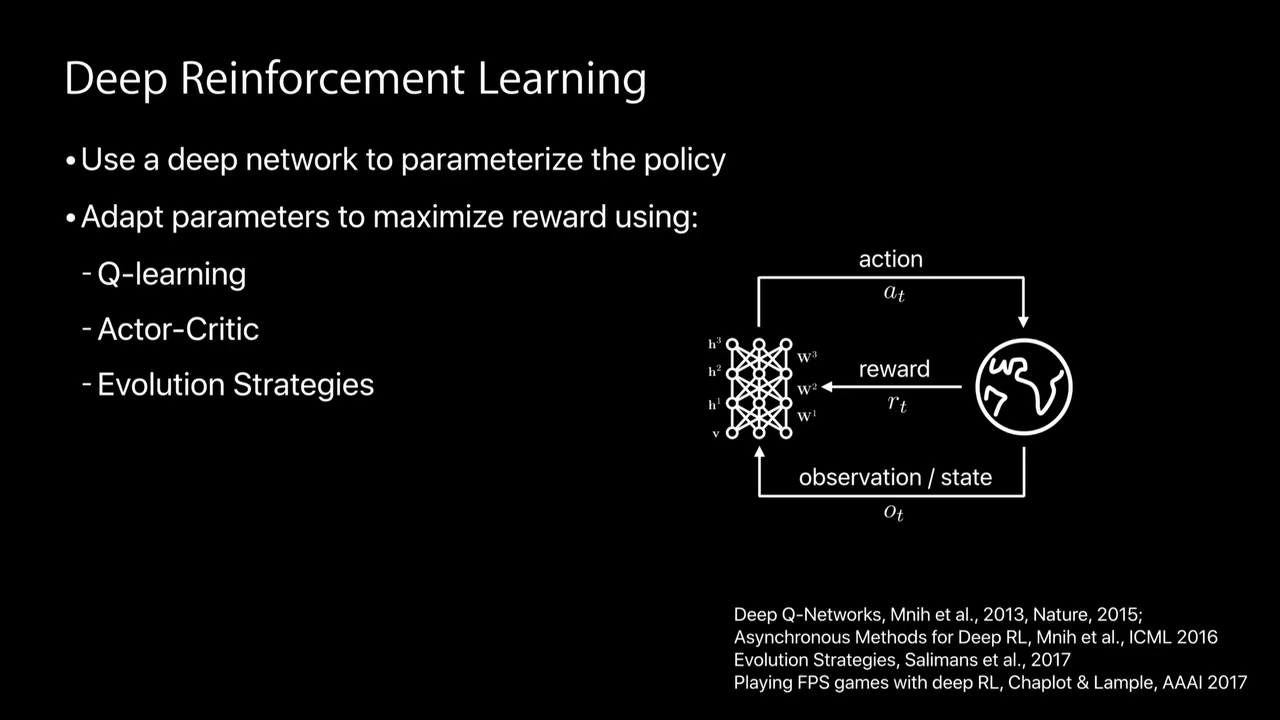 Deep Reinforcement Learning
•Use a deep network to parameterize the policy
•Adapt parameters to maximize reward using:
- Q-learning
- Actor-Critic
- Evolution Strategies
action
aₜ
h³
W³
h²
W²
h¹
W¹
v
reward
rₜ
observation / state
oₜ
Deep Q-Networks, Mnih et al., 2013, Nature, 2015;
Asynchronous Methods for Deep RL, Mnih et al., ICML 2016
Evolution Strategies, Salimans et al., 2017
Playing FPS games with deep RL, Chaplot & Lample, AAAI 2017